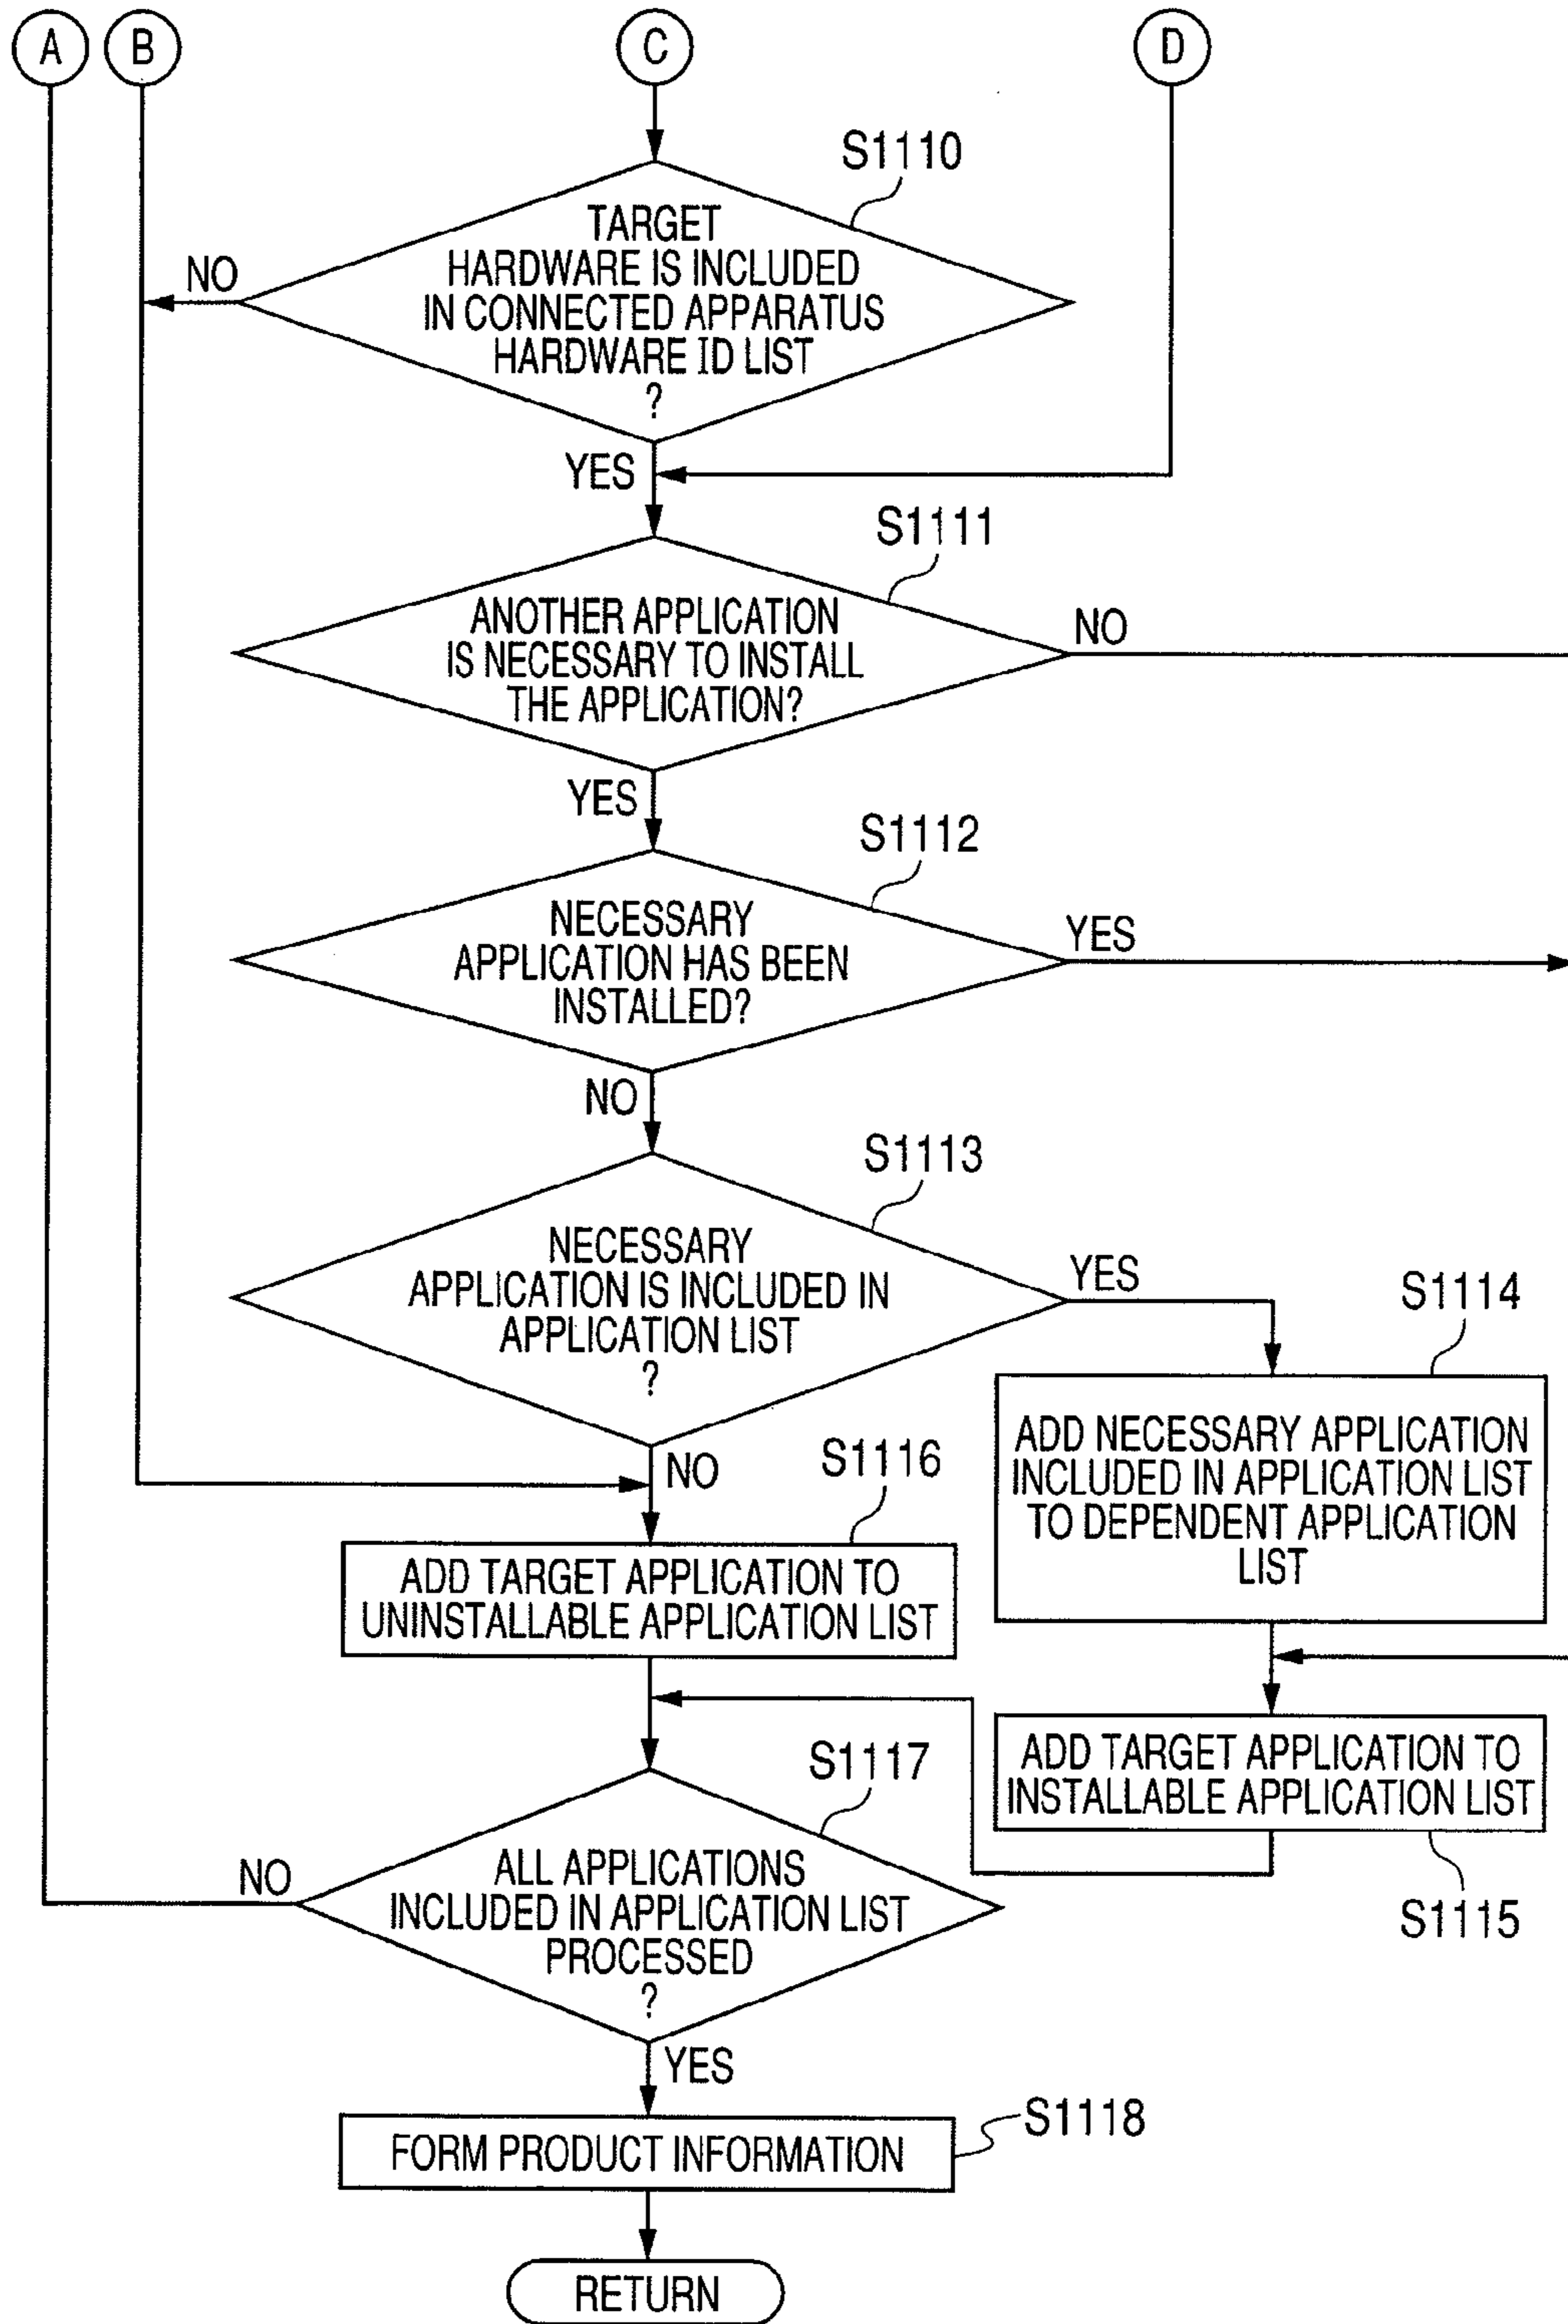 A
B
C
D
S1110
TARGET
HARDWARE IS INCLUDED
IN CONNECTED APPARATUS
HARDWARE ID LIST
?
NO
YES
S1111
ANOTHER APPLICATION
IS NECESSARY TO INSTALL
THE APPLICATION?
NO
YES
S1112
NECESSARY
APPLICATION HAS BEEN
INSTALLED?
YES
NO
S1113
NECESSARY
APPLICATION IS INCLUDED IN
APPLICATION LIST
?
YES
NO
S1114
ADD NECESSARY APPLICATION
INCLUDED IN APPLICATION LIST
TO DEPENDENT APPLICATION
LIST
S1116
ADD TARGET APPLICATION TO
UNINSTALLABLE APPLICATION LIST
ADD TARGET APPLICATION TO
INSTALLABLE APPLICATION LIST
S1115
S1117
ALL APPLICATIONS
INCLUDED IN APPLICATION LIST
PROCESSED
?
NO
YES
S1118
FORM PRODUCT INFORMATION
RETURN